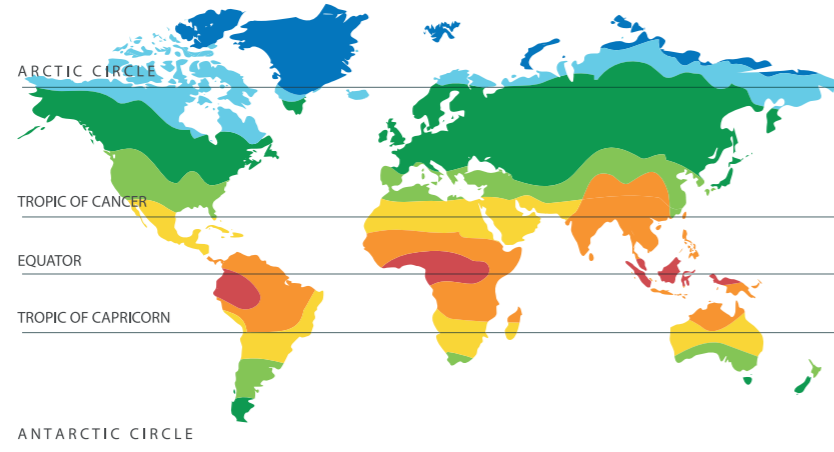 ARCTIC CIRCLE
TROPIC OF CANCER
EQUATOR
TROPIC OF CAPRICORN
ANTARCTIC CIRCLE